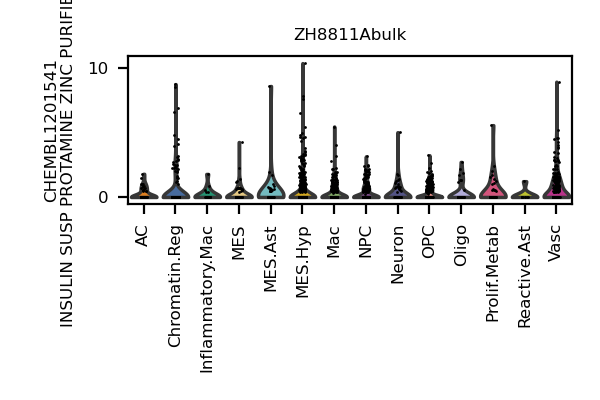 ZH8811Abulk
CHEMBL1201541
INSULIN SUSP PROTAMINE ZINC PURIFIE
10
0
AC
Chromatin.Reg
Inflammatory.Mac
MES
MES.Ast
MES.Hyp
Mac
NPC
Neuron
OPC
Oligo
Prolif.Metab
Reactive.Ast
Vasc